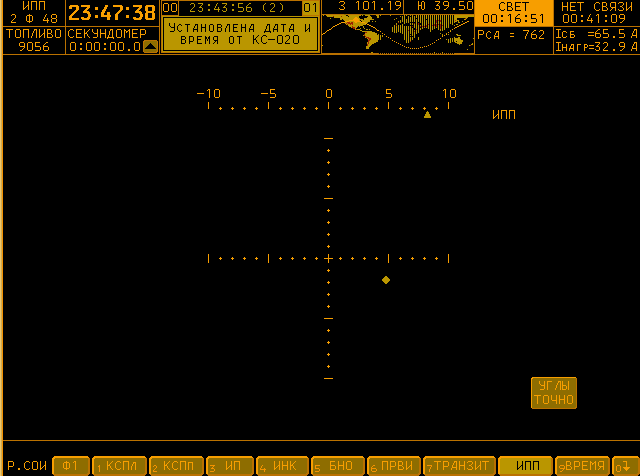 ИПП
2 Ф 48
23:47:38
00 23:43:56 (2) 01
З 101.19 Ю 39.50
СВЕТ
00:16:51
НЕТ СВЯЗИ
00:41:09
ТОПЛИВО
9056
СЕКУНДОМЕР
0:00:00.0
УСТАНОВЛЕНА ДАТА И
ВРЕМЯ ОТ КС-020
РСА = 762
IСБ =65.5 А
IНАГР=32.9 А
-10 -5 0 5 10
ИПП
УГЛЫ
ТОЧНО
Р.СОИ Ф1 1 КСПЛ 2 КСПП 3 ИП 4 ИНК 5 БНО 6 ПРВИ 7 ТРАНЗИТ ИПП 9 ВРЕМЯ 0